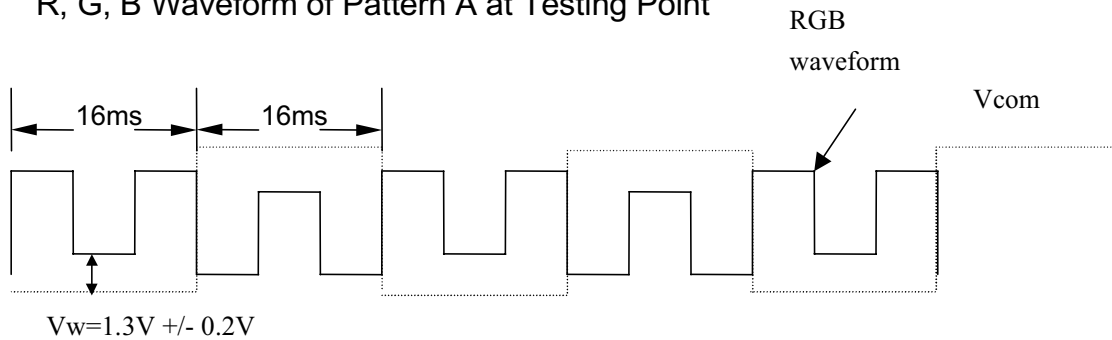 R, G, B Waveform of Pattern A at Testing Point
RGB
waveform
Vcom
16ms
16ms
Vw=1.3V +/- 0.2V